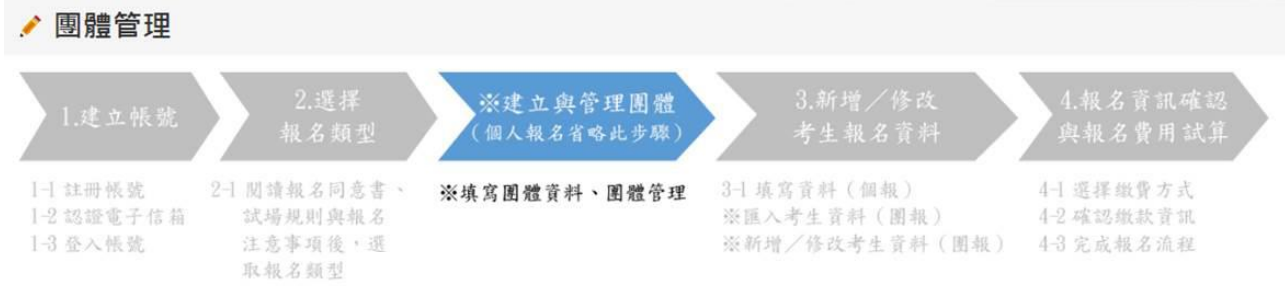 團體管理
1.建立帳號
2.選擇
報名類型
※建立與管理團體
(個人報名省略此步驟)
3.新增／修改
考生報名資料
4.報名資訊確認
與報名費用試算
1-1 註冊帳號
1-2 認證電子信箱
1-3 登入帳號
2-1 閱讀報名同意書、
試場規則與報名
注意事項後，選
取報名類型
※填寫團體資料、團體管理
3-1 填寫資料（個報）
※匯入考生資料（團報）
※新增／修改考生資料（團報）
4-1 選擇繳費方式
4-2 確認繳款資訊
4-3 完成報名流程